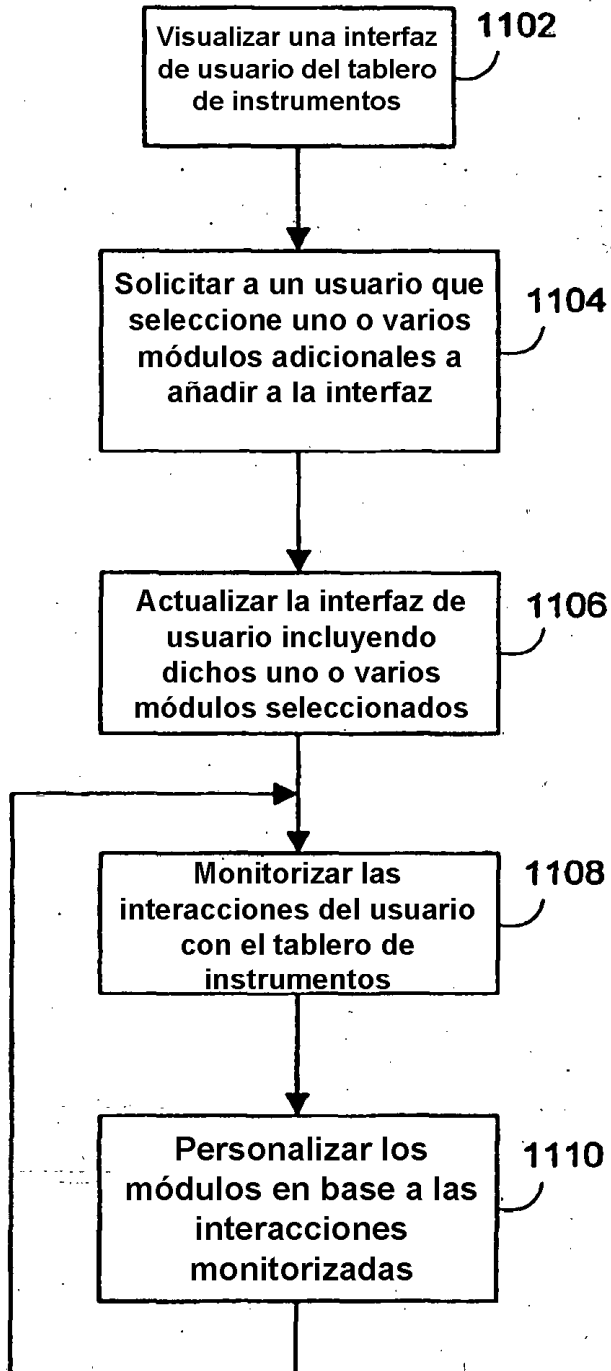 Visualizar una interfaz
de usuario del tablero
de instrumentos
1102
Solicitar a un usuario que
seleccione uno o varios
módulos adicionales a
añadir a la interfaz
1104
Actualizar la interfaz de
usuario incluyendo
dichos uno o varios
módulos seleccionados
1106
Monitorizar las
interacciones del usuario
con el tablero de
instrumentos
1108
Personalizar los
módulos en base a las
interacciones
monitorizadas
1110